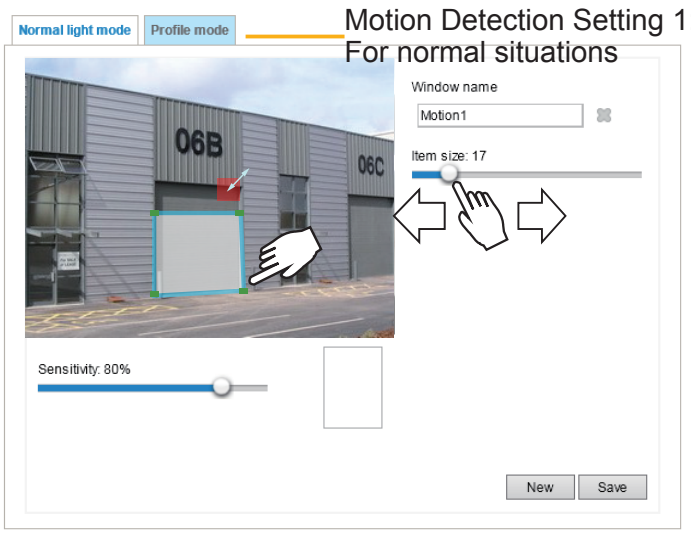 Normal light mode
Profile mode
Motion Detection Setting 1
For normal situations
Window name
Motion1
Item size: 17
06B
06C
Sensitivity: 80%
New
Save